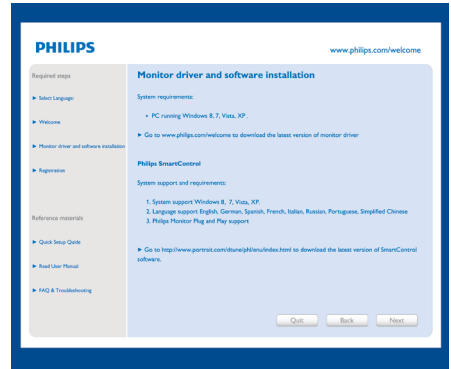 PHILIPS
www.philips.com/welcome
Required steps
► Select Language:
► Welcome
► Monitor driver and software installation
► Registration
Reference materials
► Quick Setup Quide
► Read User Monual
► FAQ & Troubleshooting
Monitor driver and software installation
System requirements:
• PC running Windows 8, 7, Vista, XP .
► Go to www.philips.com/welcome to download the latest version of monitor driver
Philips SmartControl
System support and requirements:
1. System support Windows 8, 7, Vista, XP.
2. Language support English, German, Spanish, French, Italian, Russian, Portuguese, Simplified Chinese
3. Philips Monitor Plug and Play support
► Go to http://www.portrait.com/dtune/phl/enu/index.html to download the latest version of SmartControl
software.
Quit
Back
Next